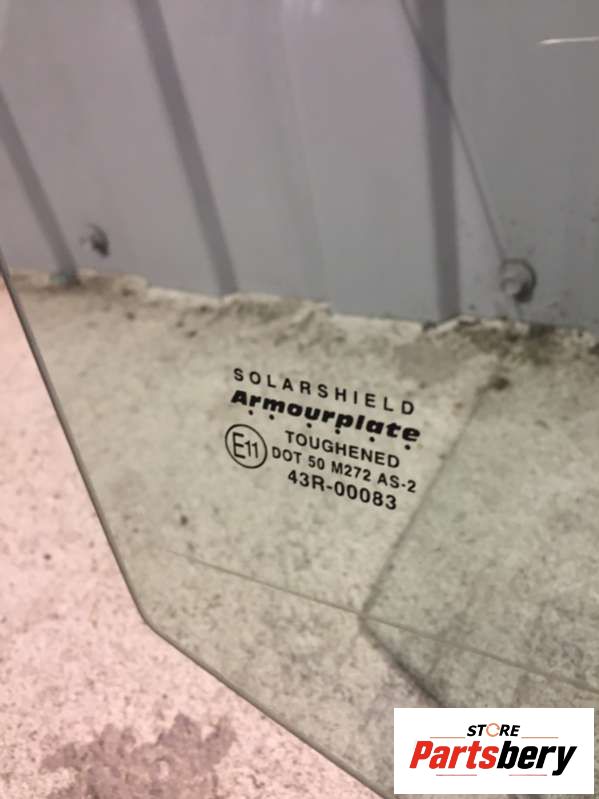 SOLARSHIELD
Armourplate
E11
TOUGHENED
DOT 50 M272 AS-2
43R-00083
STORE
Partsbery